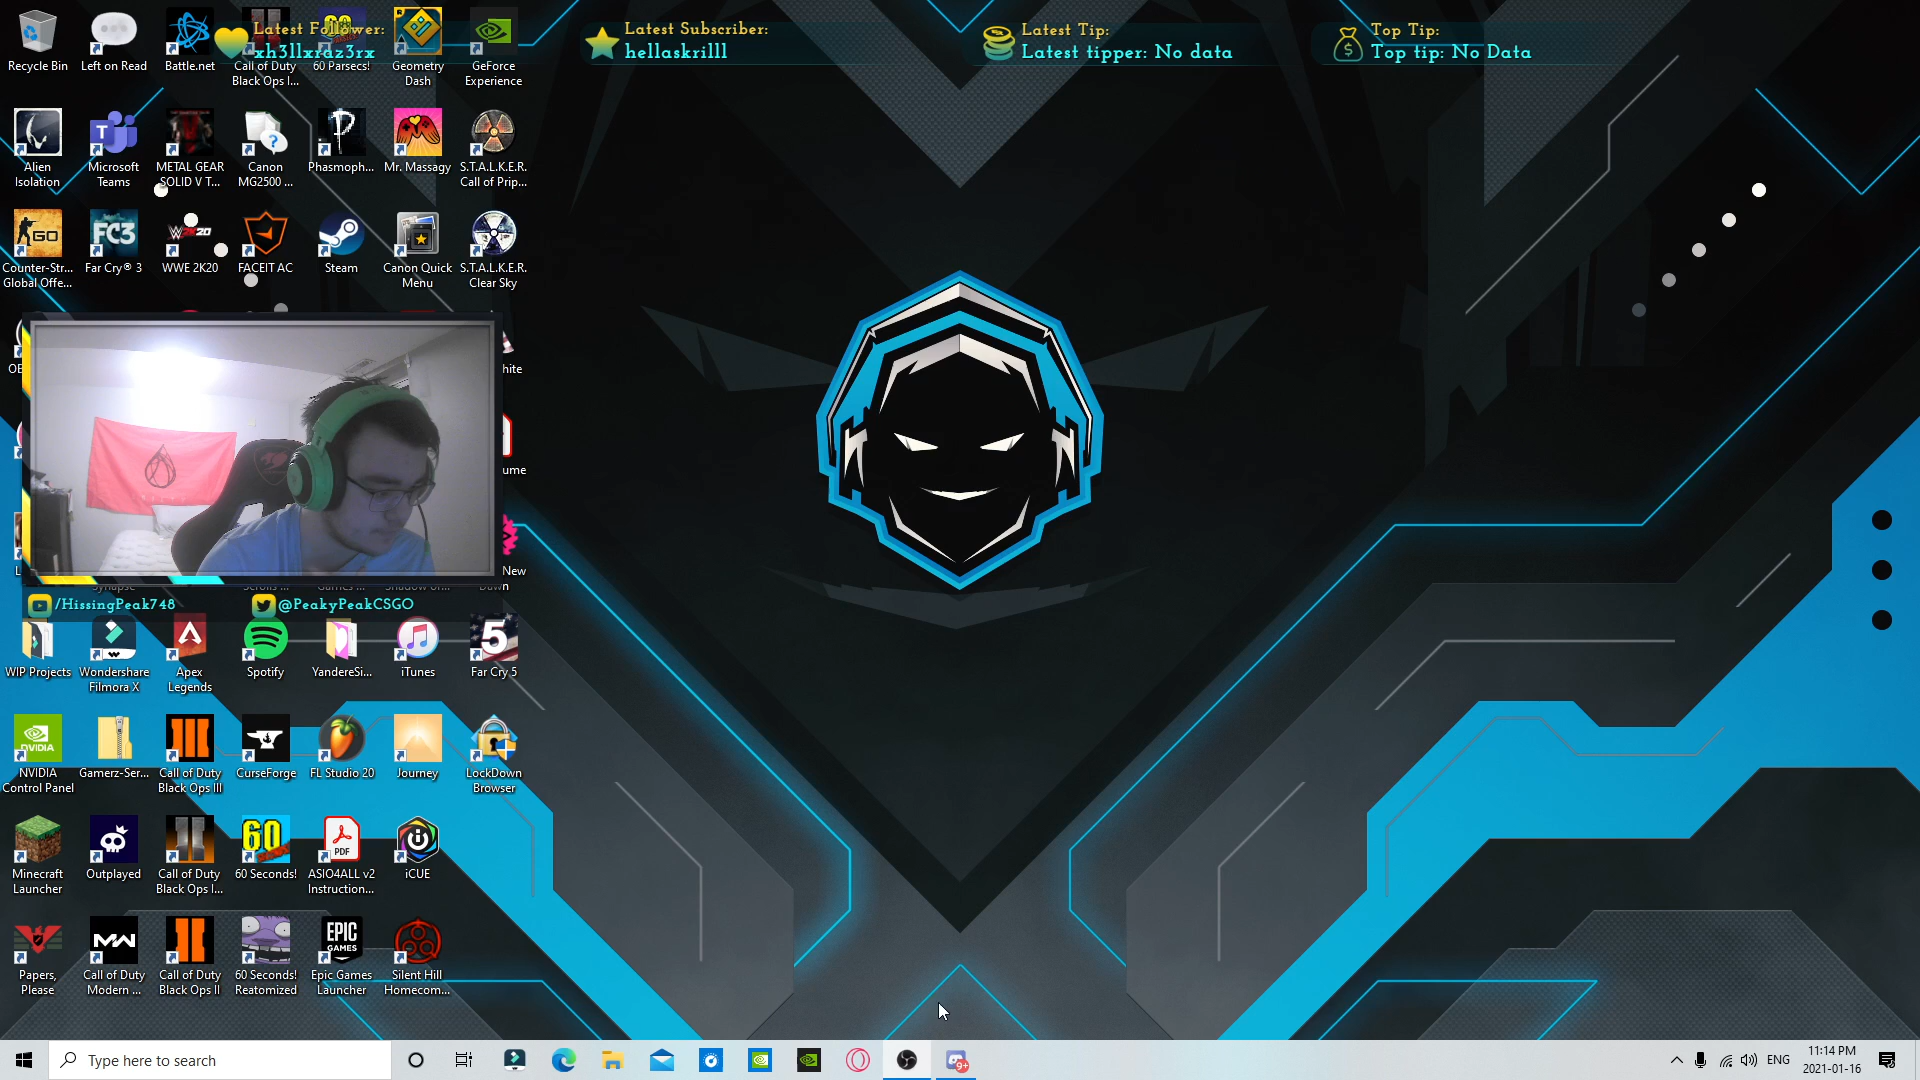 Latest Follower:
xh3llxraz3rx
Latest Subscriber:
hellaskrilll
Latest Tip:
Latest tipper: No data
Top Tip:
Top tip: No Data
Recycle Bin
Left on Read
Battle.net
Call of Duty
Black Ops I...
60 Parsecs!
Geometry
Dash
GeForce
Experience
Alien
Isolation
Microsoft
Teams
METAL GEAR
SOLID V T...
Canon
MG2500 ...
Phasmoph...
Mr. Massagy
S.T.A.L.K.E.R.
Call of Prip...
Counter-Str...
Global Offe...
Far Cry® 3
WWE 2K20
FACEIT AC
Steam
Canon Quick
Menu
S.T.A.L.K.E.R.
Clear Sky
New
/HissingPeak748
@PeakyPeakCSGO
WIP Projects
Wondershare
Filmora X
Apex
Legends
Spotify
YandereSi...
iTunes
Far Cry 5
NVIDIA
Control Panel
Gamerz-Ser...
Call of Duty
Black Ops III
CurseForge
FL Studio 20
Journey
LockDown
Browser
Minecraft
Launcher
Outplayed
Call of Duty
Black Ops I...
60 Seconds!
ASIO4ALL v2
Instruction...
iCUE
Papers,
Please
Call of Duty
Modern ...
Call of Duty
Black Ops II
60 Seconds!
Reatomized
Epic Games
Launcher
Silent Hill
Homecom...
Type here to search
ENG
11:14 PM
2021-01-16